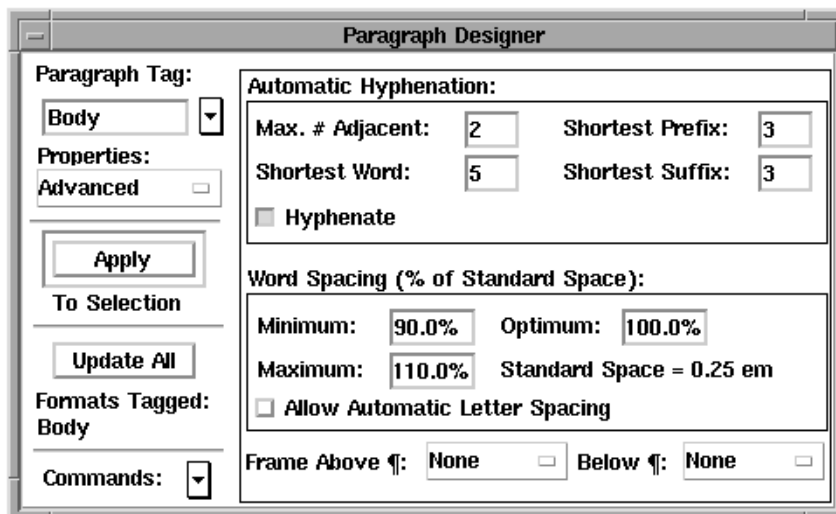 Paragraph Designer
Paragraph Tag:
Body
Properties:
Advanced
Apply
To Selection
Update All
Formats Tagged:
Body
Commands:
Automatic Hyphenation:
Max. # Adjacent: 2 Shortest Prefix: 3
Shortest Word: 5 Shortest Suffix: 3
Hyphenate
Word Spacing (% of Standard Space):
Minimum: 90.0% Optimum: 100.0%
Maximum: 110.0% Standard Space = 0.25 em
Allow Automatic Letter Spacing
Frame Above ¶: None Below ¶: None